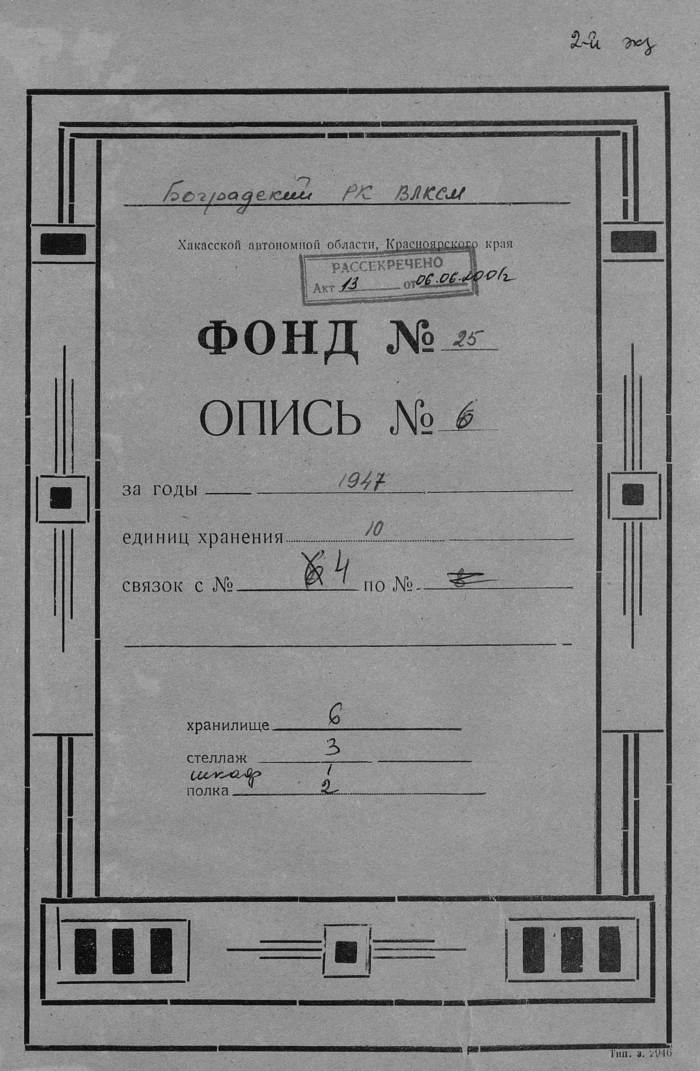 2-й экз
Боградский РК ВЛКСМ
Хакасской автономной области, Красноярского края
РАССЕКРЕЧЕНО
Акт 13 от 06.06.2001г
ФОНД № 25
ОПИСЬ № 6
за годы 1947
единиц хранения 10
связок с № 4 по №
хранилище 6
стеллаж 3
шкаф 1
полка 2
Тип. з. 2946